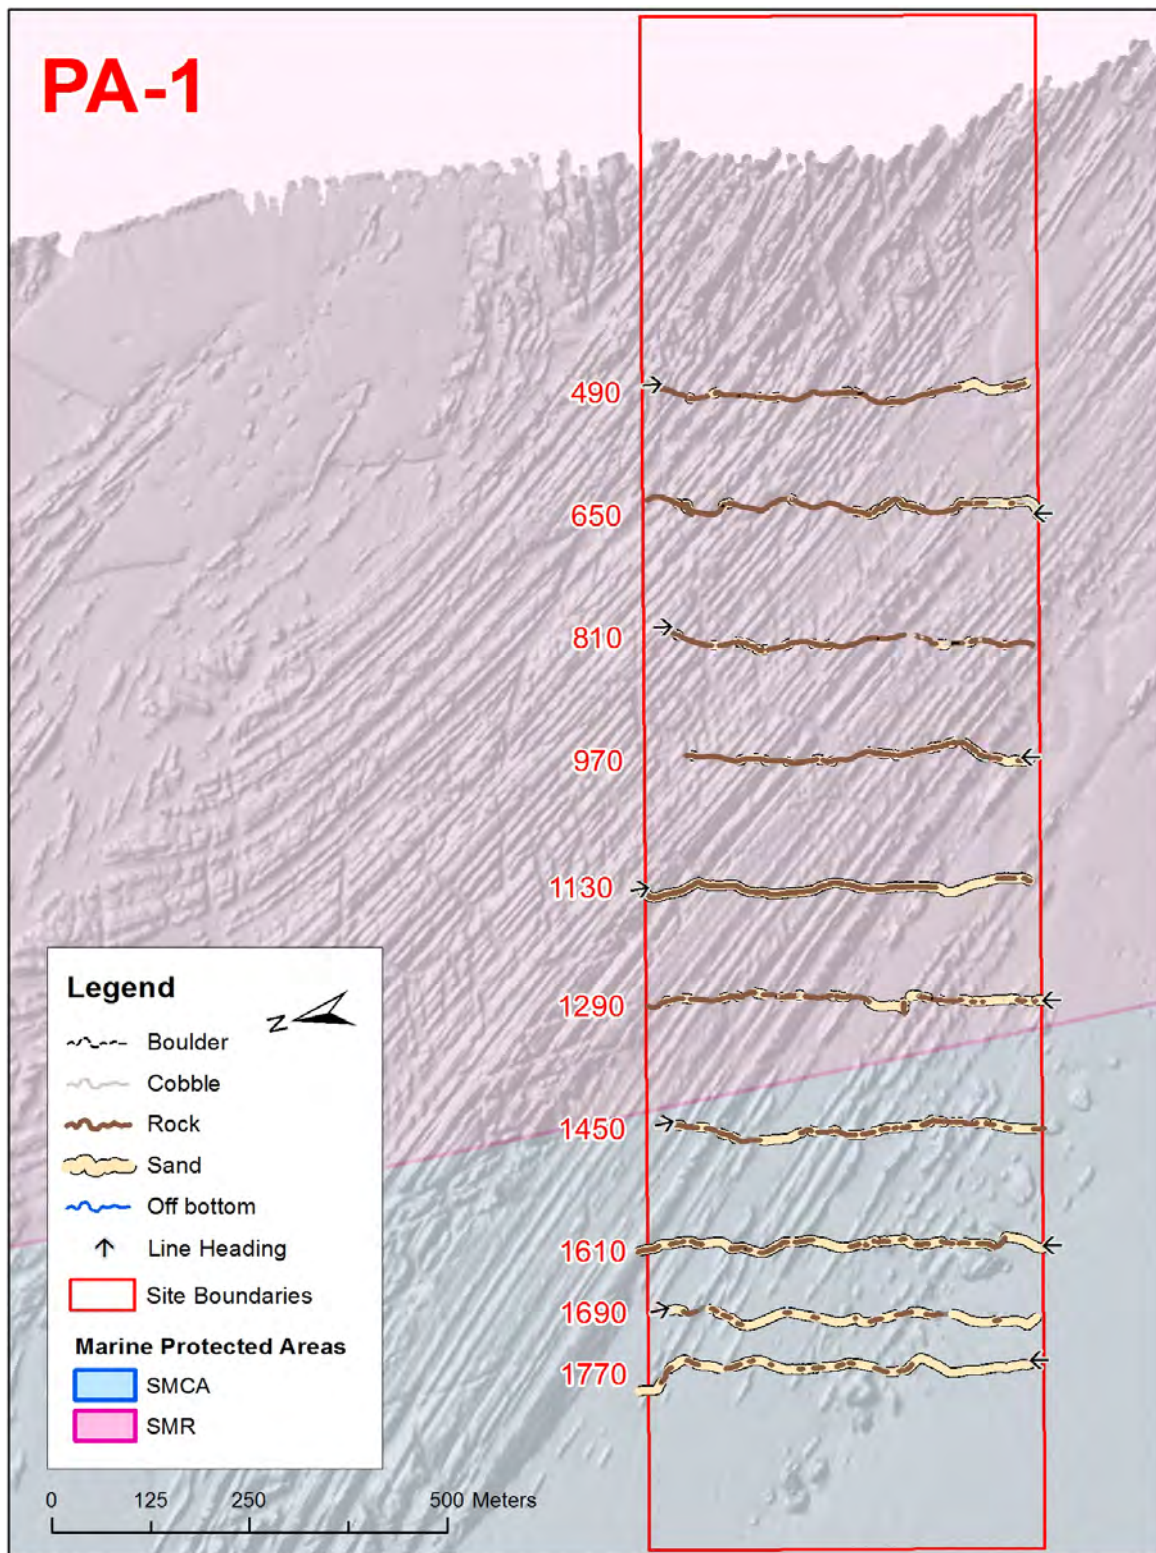 PA-1
490
650
810
970
1130
1290
1450
1610
1690
1770
Legend
N
Boulder
Cobble
Rock
Sand
Off bottom
Line Heading
Site Boundaries
Marine Protected Areas
SMCA
SMR
0 125 250 500 Meters